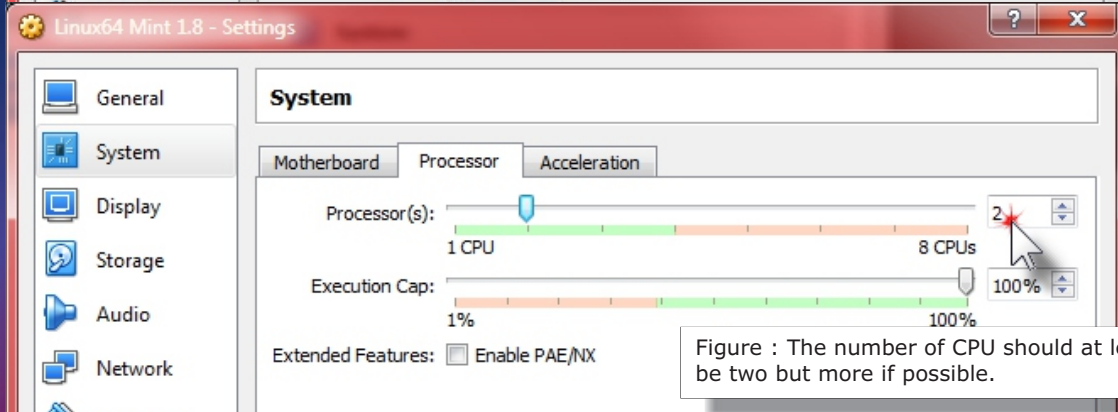 Linux64 Mint 1.8 - Settings
?
X
General
System
Display
Storage
Audio
Network
System
Motherboard
Processor
Acceleration
Processor(s):
2
1 CPU
8 CPUs
Execution Cap:
100%
1%
100%
Extended Features:
Enable PAE/NX
Figure : The number of CPU should at
be two but more if possible.